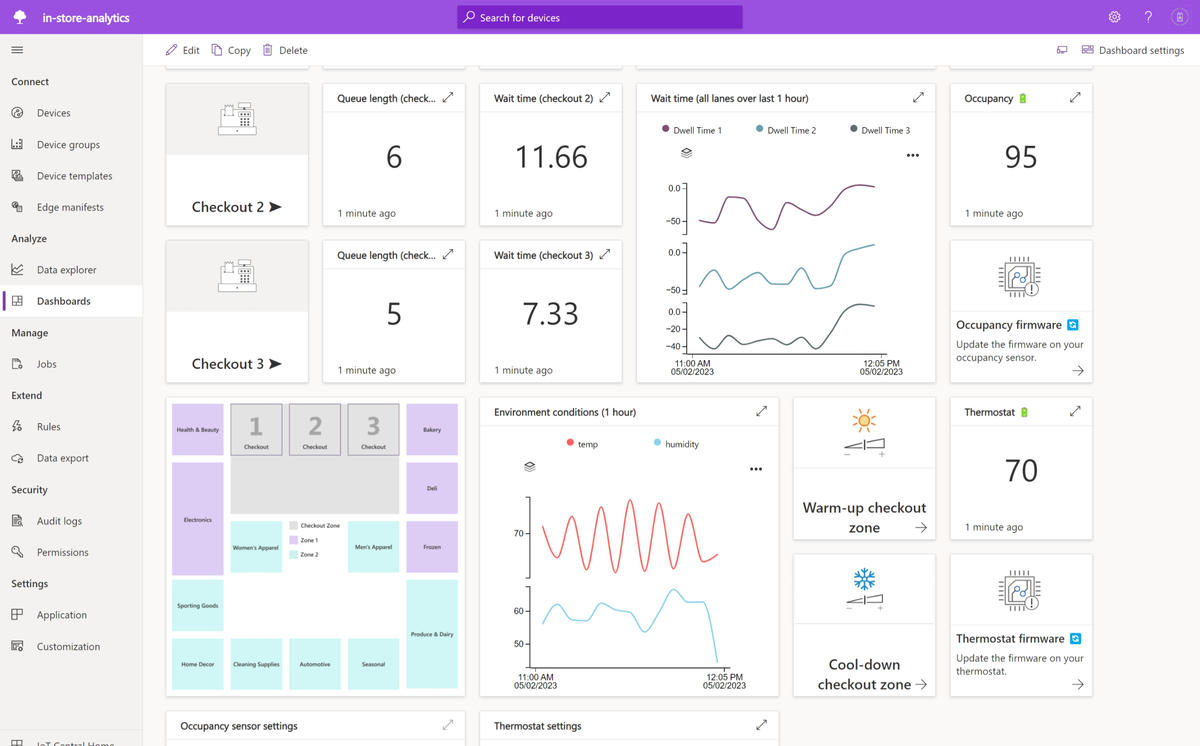 in-store-analytics
Search for devices
?
Edit
Copy
Delete
Dashboard settings
Connect
Devices
Device groups
Device templates
Edge manifests
Analyze
Data explorer
Dashboards
Manage
Jobs
Extend
Rules
Data export
Security
Audit logs
Permissions
Settings
Application
Customization
IoT Central Home
Checkout 2 ➤
Queue length (check...
6
1 minute ago
Wait time (checkout 2)
11.66
1 minute ago
Wait time (all lanes over last 1 hour)
Dwell Time 1
Dwell Time 2
Dwell Time 3
0.0
−50
0.0
−50
0.0
−20
−40
11:00 AM
05/02/2023
12:05 PM
05/02/2023
Occupancy
95
1 minute ago
Checkout 3 ➤
Queue length (check...
5
1 minute ago
Wait time (checkout 3)
7.33
1 minute ago
Occupancy firmware
Update the firmware on your
occupancy sensor.
Health & Beauty
1
Checkout
2
Checkout
3
Checkout
Bakery
Deli
Electronics
Checkout Zone
Zone 1
Zone 2
Women's Apparel
Men's Apparel
Frozen
Sporting Goods
Produce & Dairy
Home Decor
Cleaning Supplies
Automotive
Seasonal
Environment conditions (1 hour)
temp
humidity
70
60
50
11:00 AM
05/02/2023
12:05 PM
05/02/2023
Warm-up checkout
zone
Thermostat
70
1 minute ago
Cool-down
checkout zone
Thermostat firmware
Update the firmware on your
thermostat.
Occupancy sensor settings
Thermostat settings